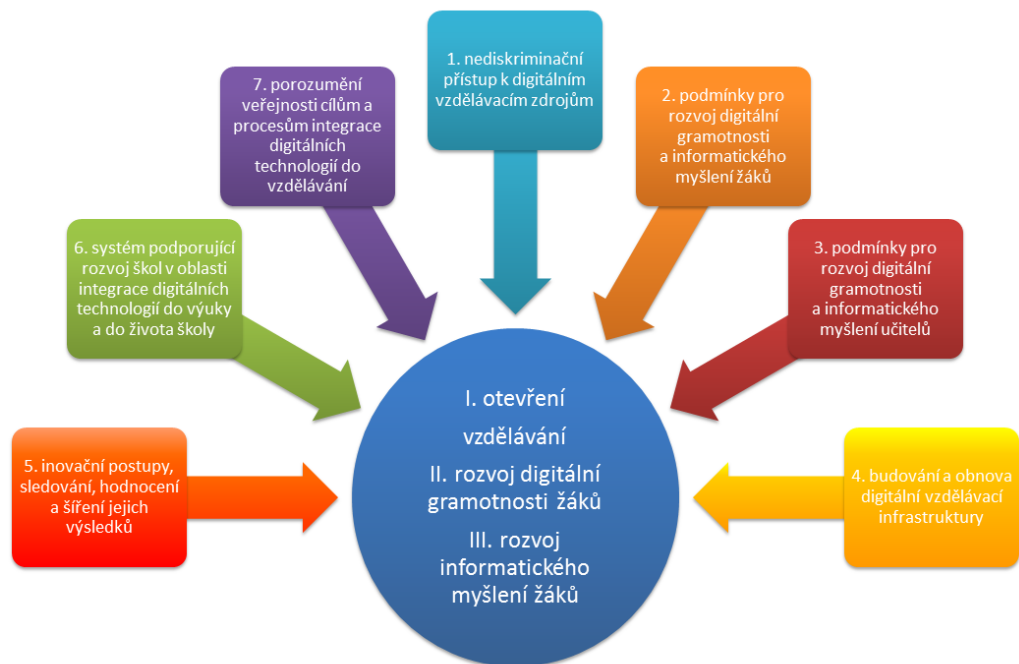 1. nediskriminační
přístup k digitálním
vzdělávacím zdrojům
2. podmínky pro
rozvoj digitální
gramotnosti
a informatického
myšlení žáků
3. podmínky pro
rozvoj digitální
gramotnosti
a informatického
myšlení učitelů
4. budování a obnova
digitální vzdělávací
infrastruktury
5. inovační postupy,
sledování, hodnocení
a šíření jejich
výsledků
6. systém podporující
rozvoj škol v oblasti
integrace digitálních
technologií do výuky
a do života školy
7. porozumění
veřejnosti cílům a
procesům integrace
digitálních
technologií do
vzdělávání
I. otevření
vzdělávání
II. rozvoj digitální
gramotnosti žáků
III. rozvoj
informatického
myšlení žáků